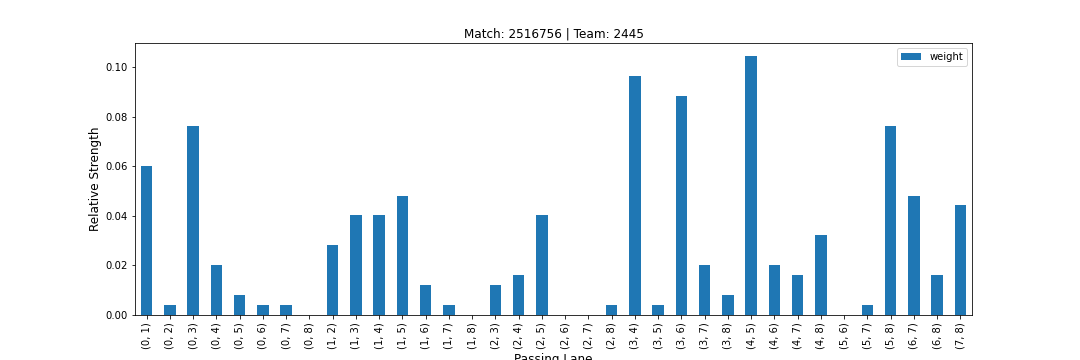 Match: 2516756 | Team: 2445
weight
Relative Strength
0.10
0.08
0.06
0.04
0.02
0.00
(0, 1) (0, 2) (0, 3) (0, 4) (0, 5) (0, 6) (0, 7) (0, 8) (1, 2) (1, 3) (1, 4) (1, 5) (1, 6) (1, 7) (1, 8) (2, 3) (2, 4) (2, 5) (2, 6) (2, 7) (2, 8) (3, 4) (3, 5) (3, 6) (3, 7) (3, 8) (4, 5) (4, 6) (4, 7) (4, 8) (5, 6) (5, 7) (5, 8) (6, 7) (6, 8) (7, 8)
Passing Lane